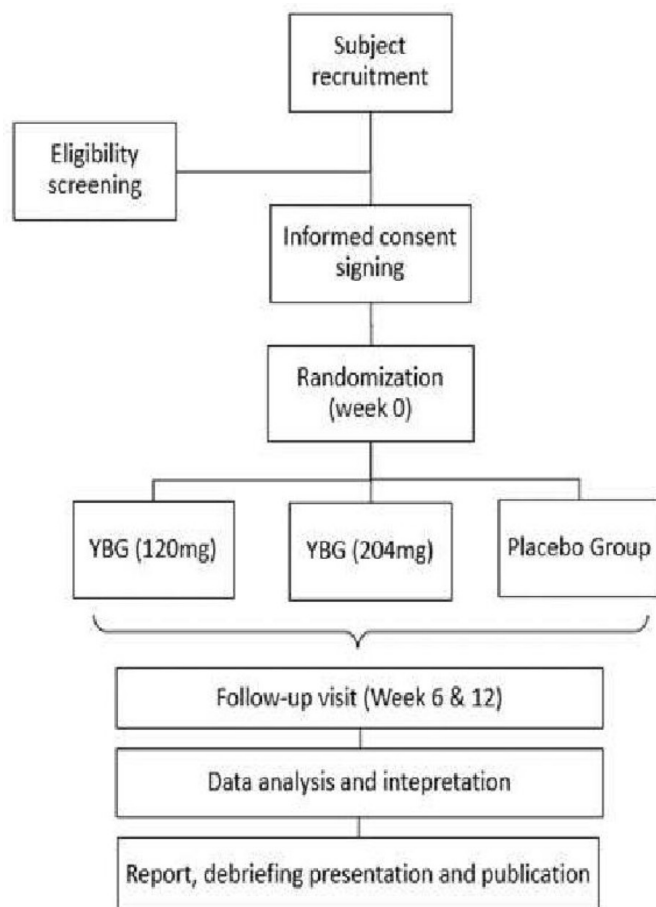 Subject
recruitment
Eligibility
screening
Informed consent
signing
Randomization
(week 0)
YBG (120mg)
YBG (204mg)
Placebo Group
Follow-up visit (Week 6 & 12)
Data analysis and intepretation
Report, debriefing presentation and publication